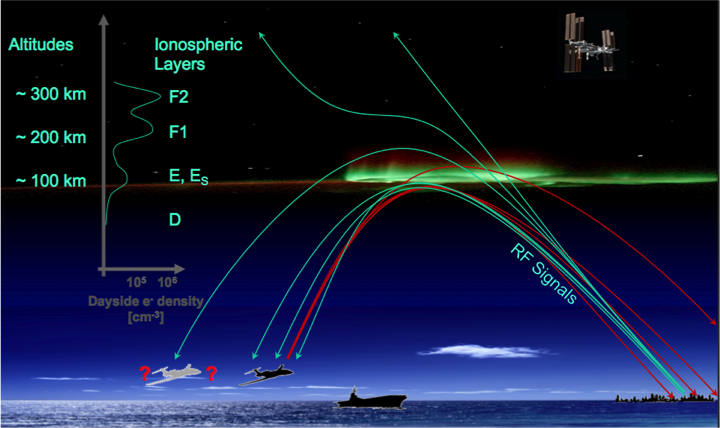 Altitudes
Ionospheric
Layers
~ 300 km
F2
~ 200 km
F1
~ 100 km
E, Es
D
10⁵ 10⁶
Dayside e⁻ density
[cm⁻³]
RF Signals
? ?